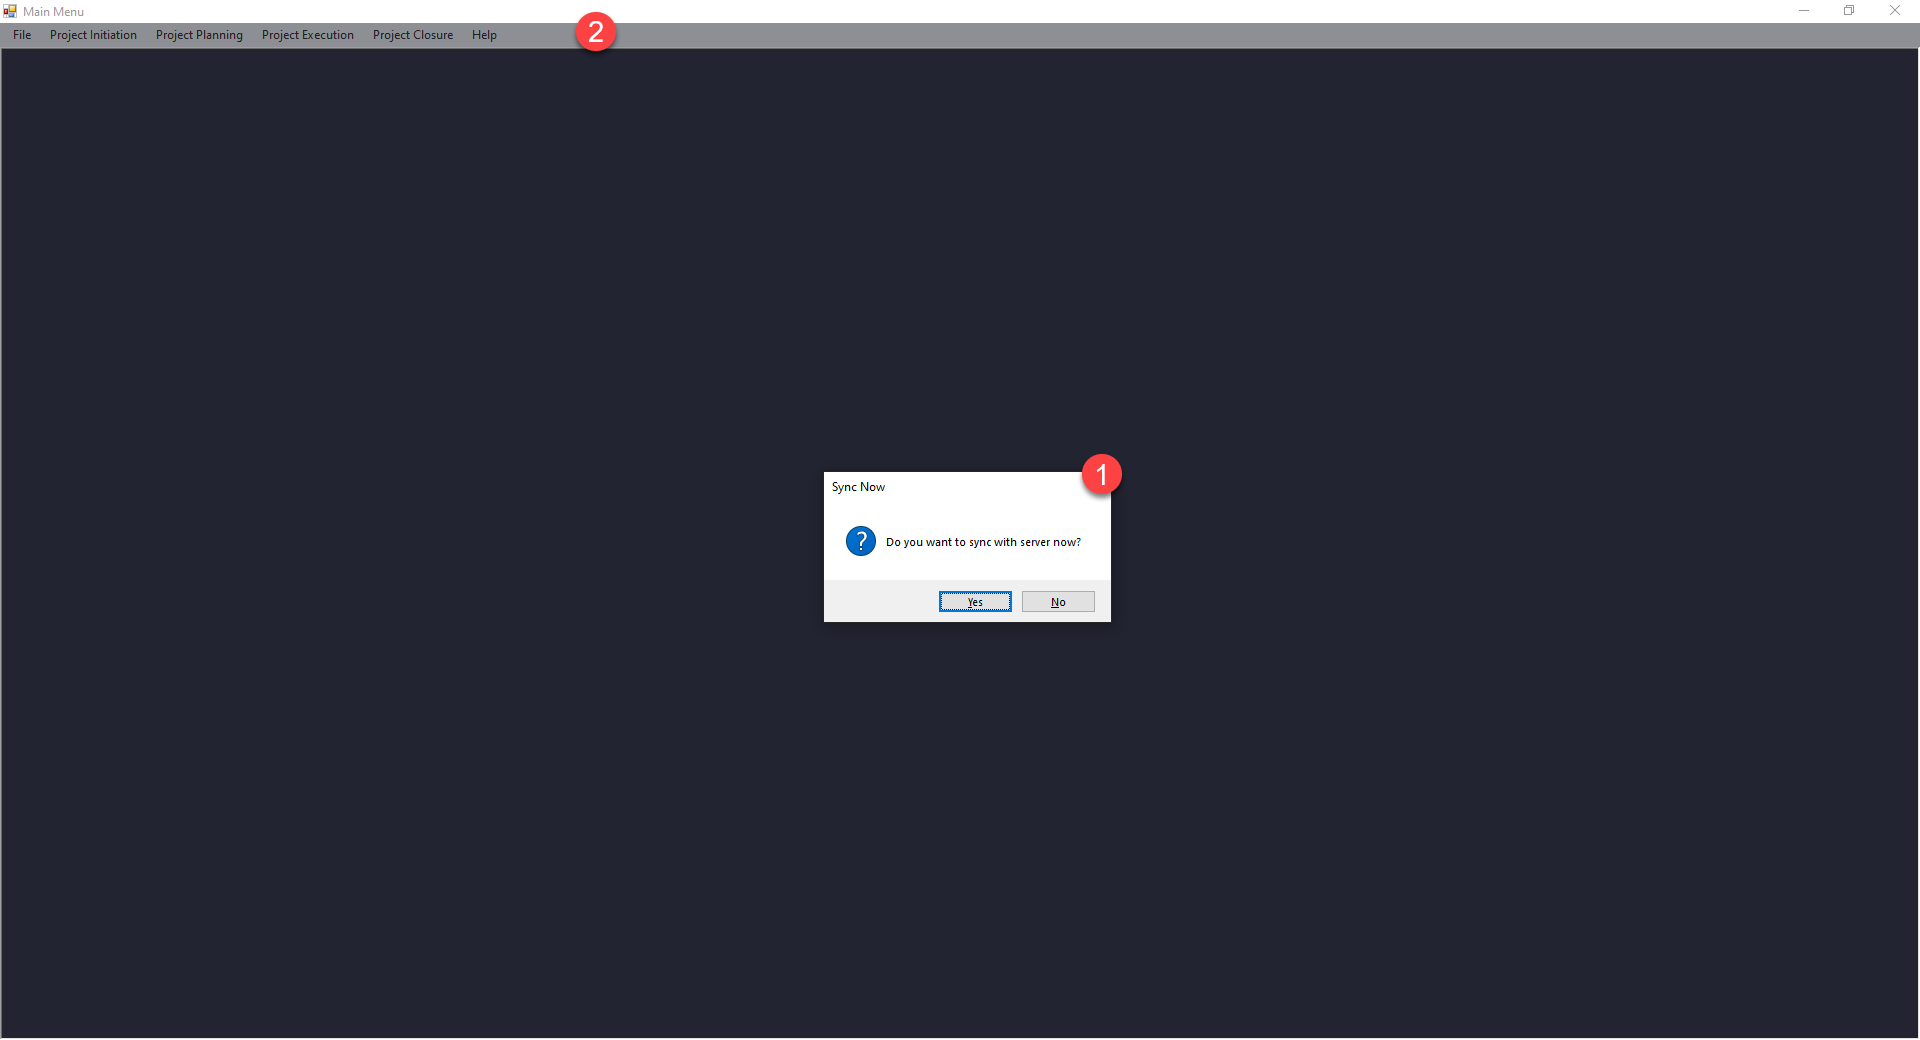 Main Menu
File Project Initiation Project Planning Project Execution Project Closure Help
2
1
Sync Now
? Do you want to sync with server now?
Yes No